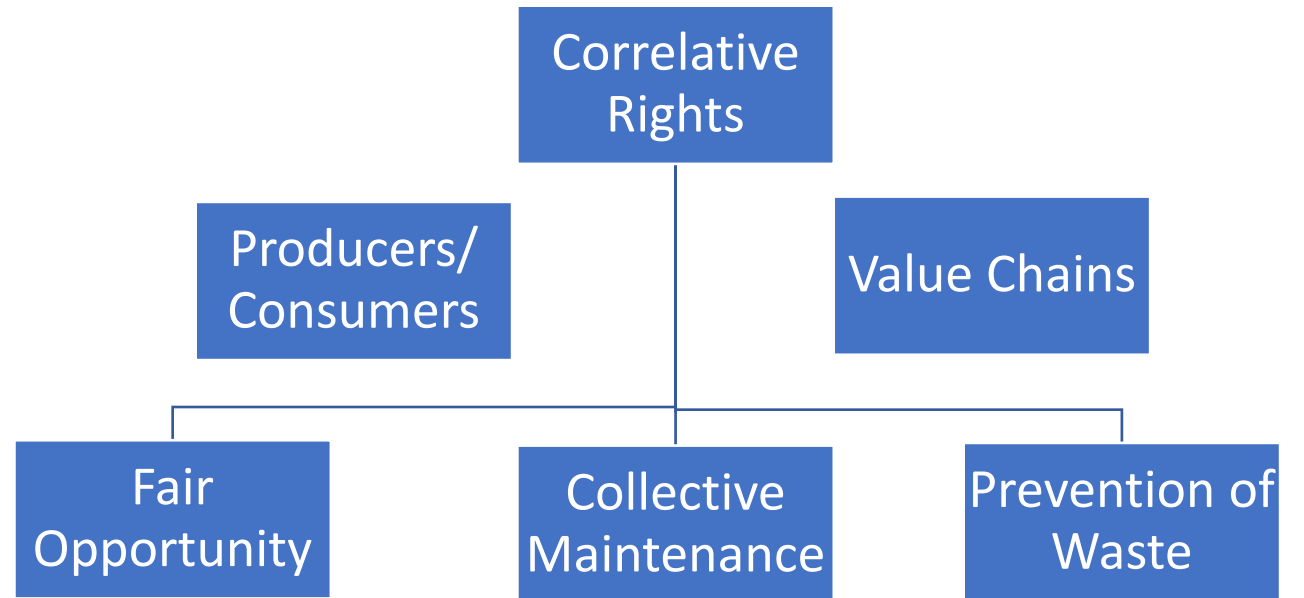 Correlative
Rights
Producers/
Consumers
Value Chains
Fair
Opportunity
Collective
Maintenance
Prevention of
Waste